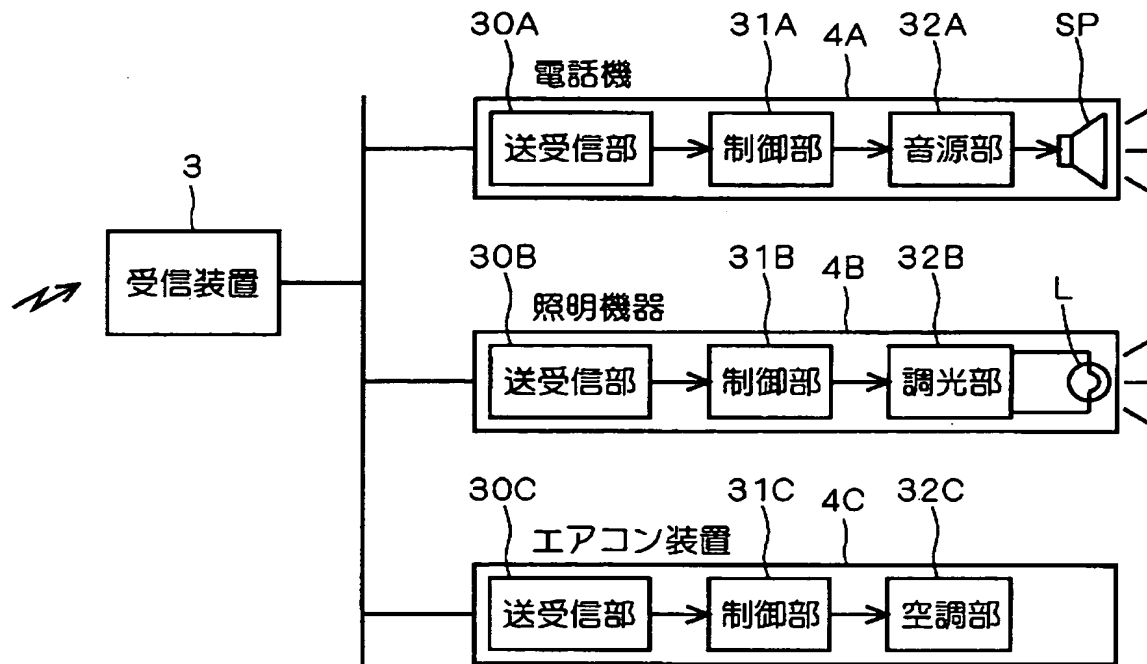 30A 31A 4A 32A SP
電話機
送受信部 制御部 音源部
3
受信装置
30B 31B 4B 32B L
照明機器
送受信部 制御部 調光部
30C 31C 4C 32C
エアコン装置
送受信部 制御部 空調部